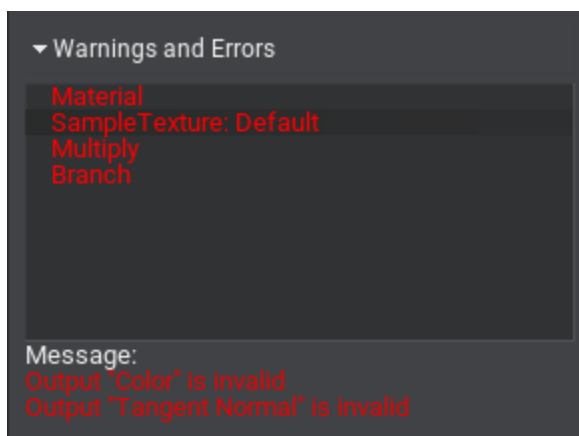 Warnings and Errors
Material
SampleTexture: Default
Multiply
Branch
Message:
Output "Color" is invalid
Output "Tangent Normal" is invalid